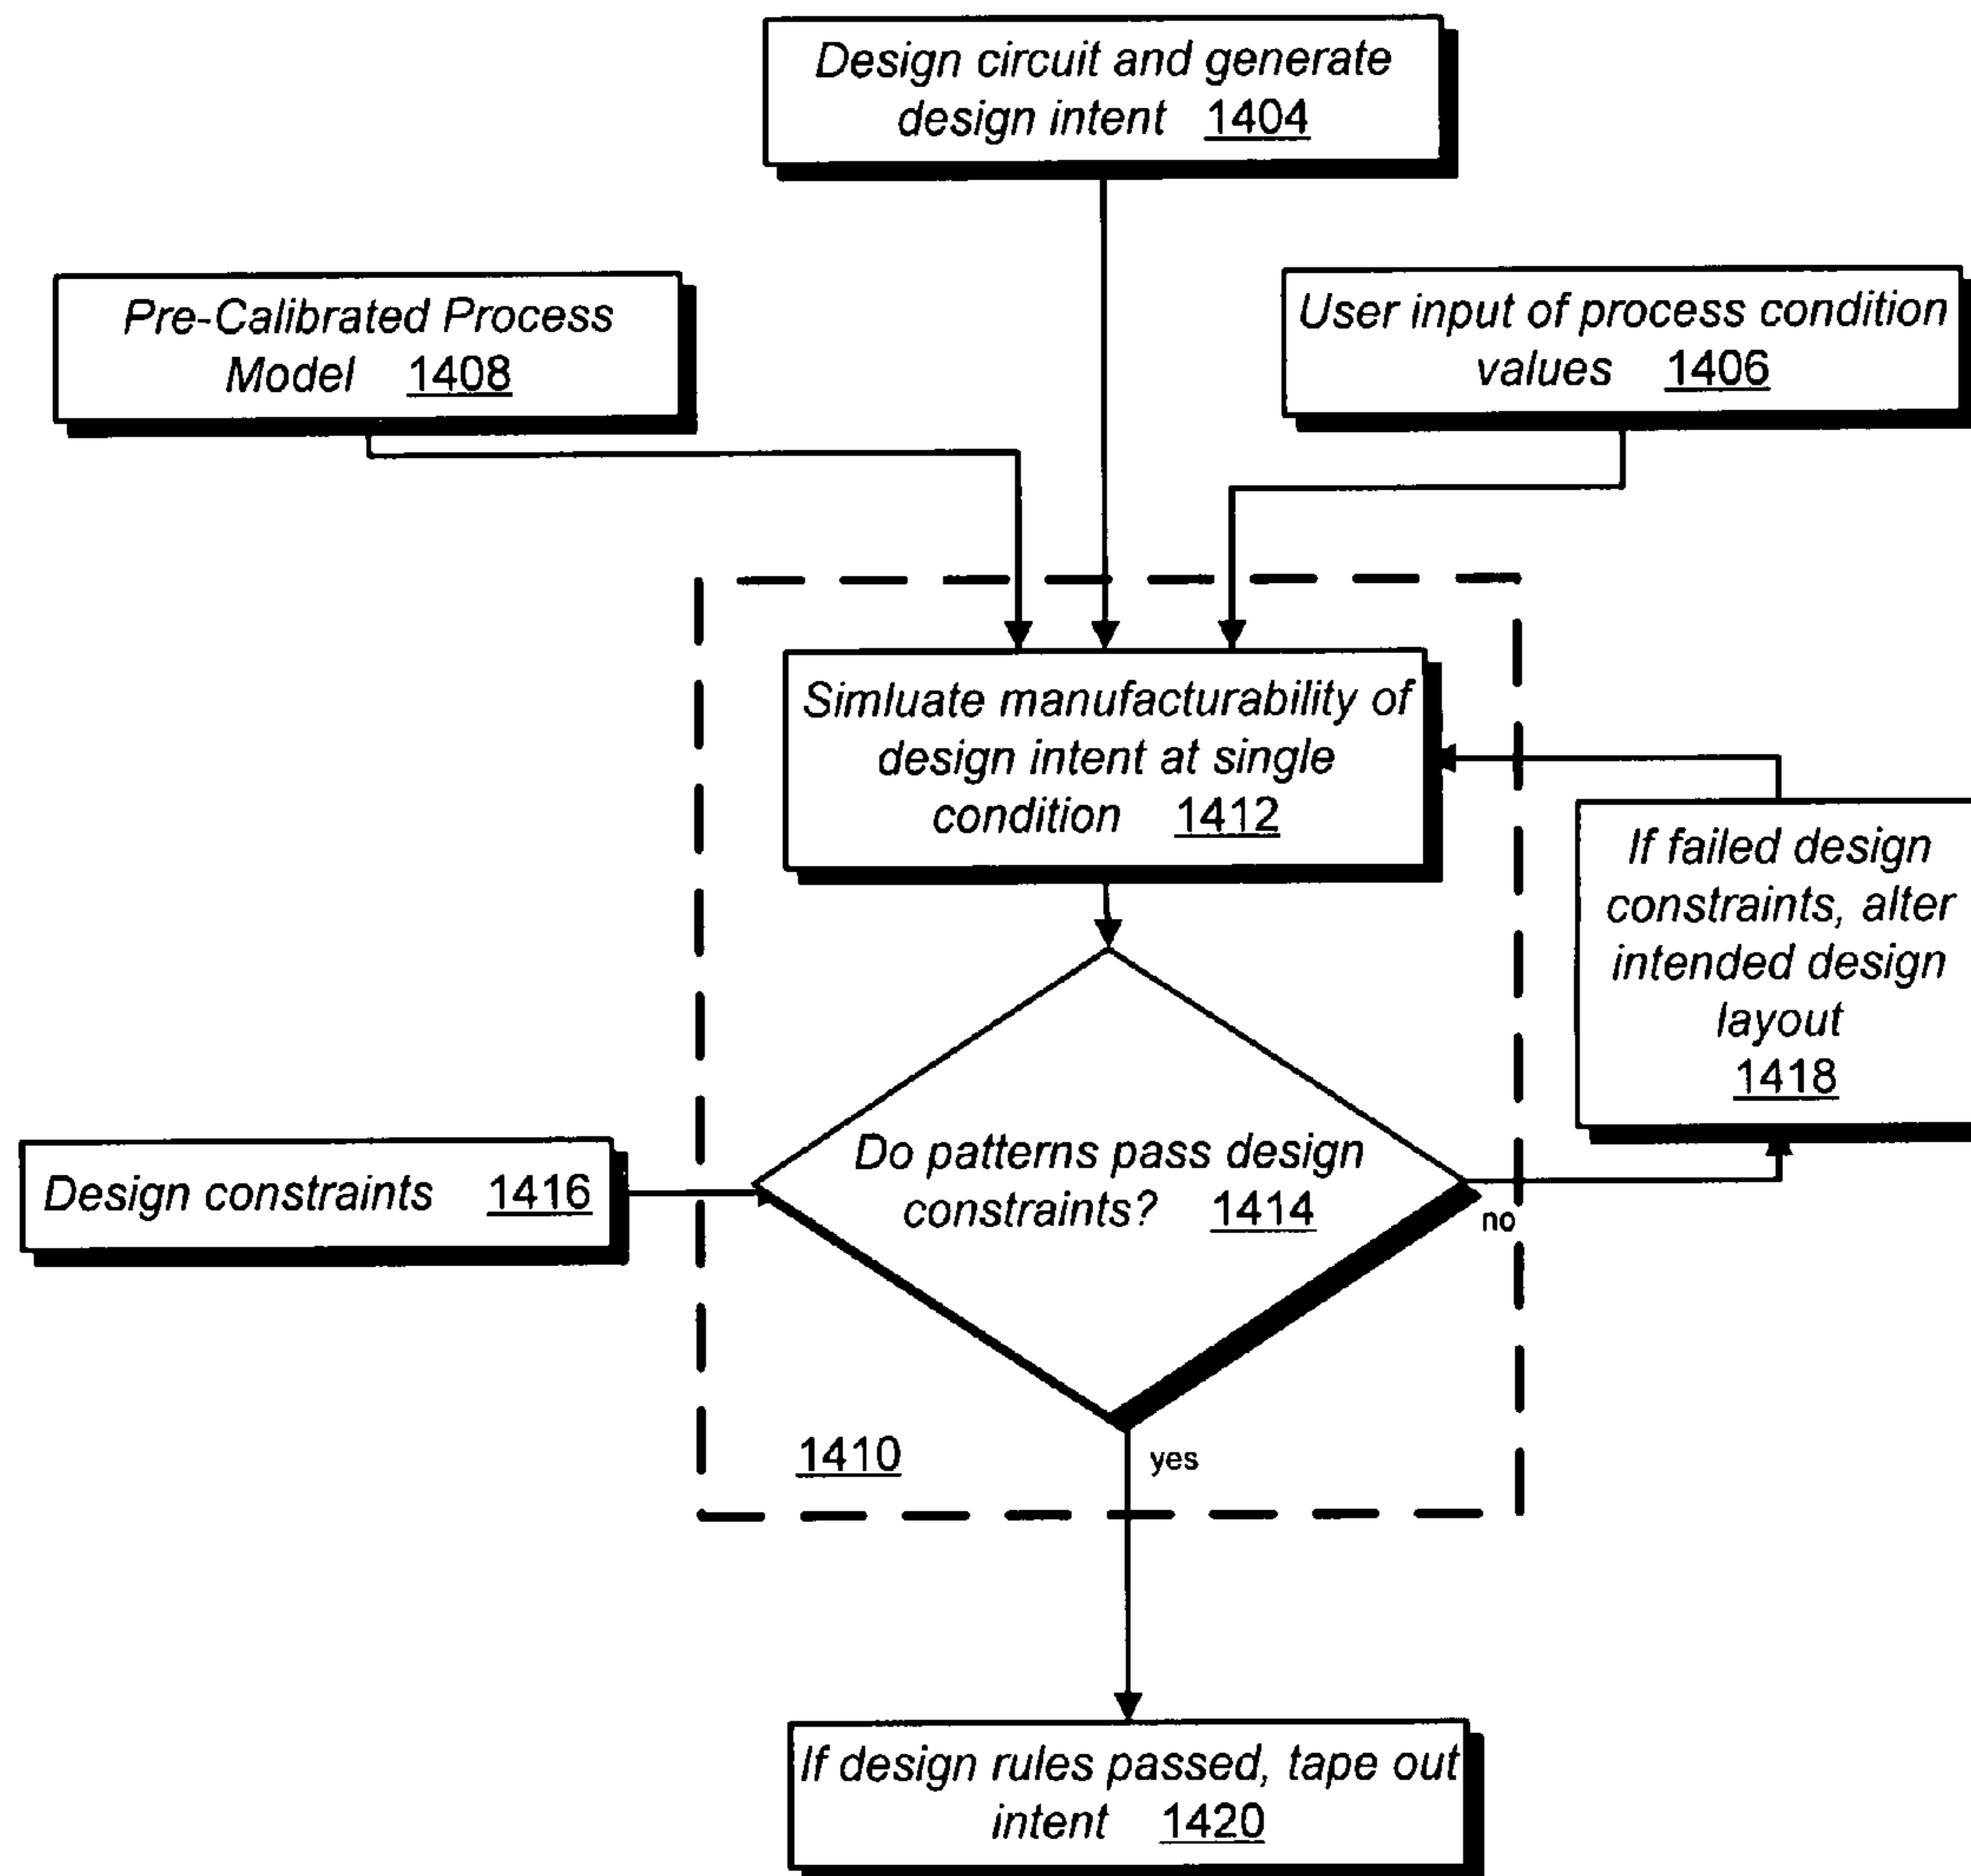 Design circuit and generate
design intent 1404
Pre-Calibrated Process
Model 1408
User input of process condition
values 1406
Simluate manufacturability of
design intent at single
condition 1412
If failed design
constraints, alter
intended design
layout
1418
Do patterns pass design
constraints? 1414
Design constraints 1416
no
1410
yes
If design rules passed, tape out
intent 1420